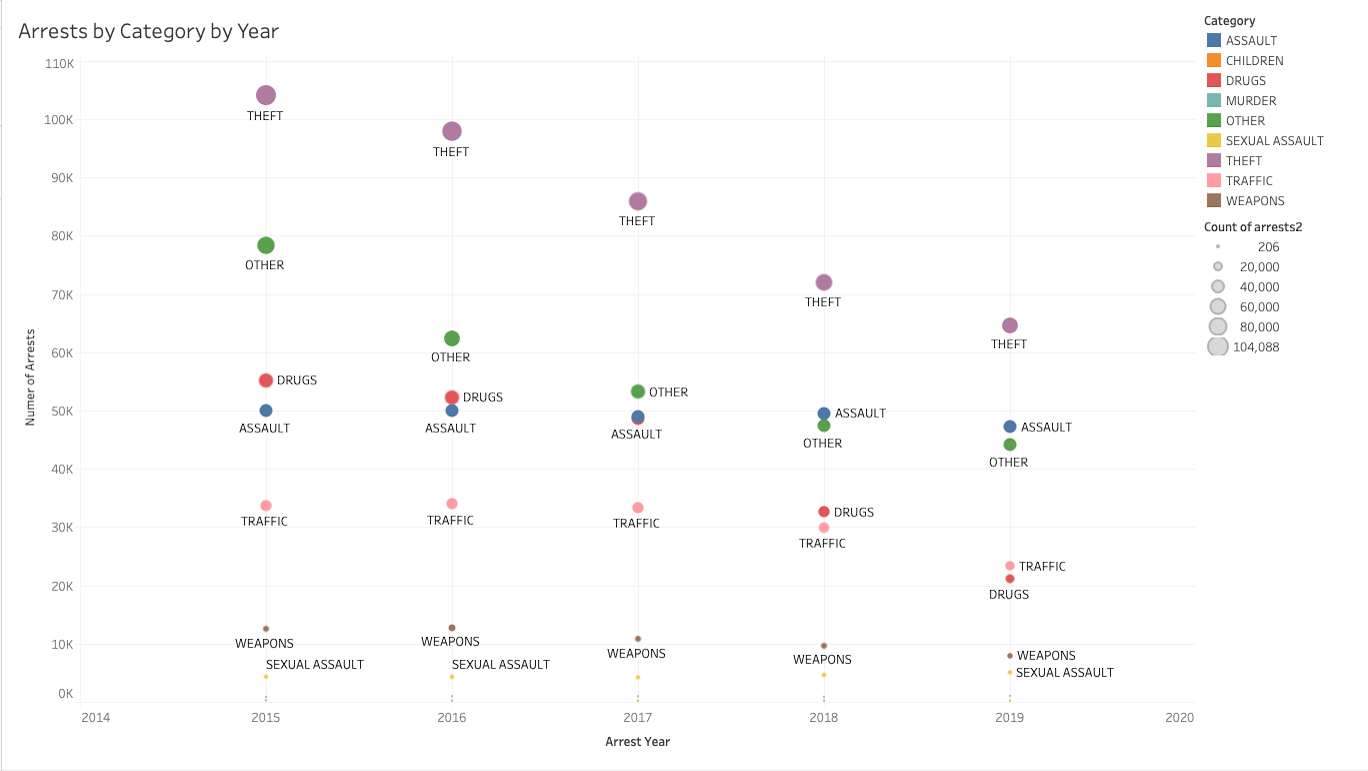 Arrests by Category by Year
Category
ASSAULT
CHILDREN
DRUGS
MURDER
OTHER
SEXUAL ASSAULT
THEFT
TRAFFIC
WEAPONS
Count of arrests2
206
20,000
40,000
60,000
80,000
104,088
Numer of Arrests
110K
100K
90K
80K
70K
60K
50K
40K
30K
20K
10K
0K
THEFT
THEFT
THEFT
OTHER
THEFT
THEFT
OTHER
DRUGS
DRUGS
OTHER
ASSAULT
ASSAULT
ASSAULT
ASSAULT
ASSAULT
OTHER
OTHER
TRAFFIC
TRAFFIC
TRAFFIC
DRUGS
TRAFFIC
TRAFFIC
DRUGS
WEAPONS
WEAPONS
WEAPONS
WEAPONS
WEAPONS
SEXUAL ASSAULT
SEXUAL ASSAULT
SEXUAL ASSAULT
2014
2015
2016
2017
2018
2019
2020
Arrest Year